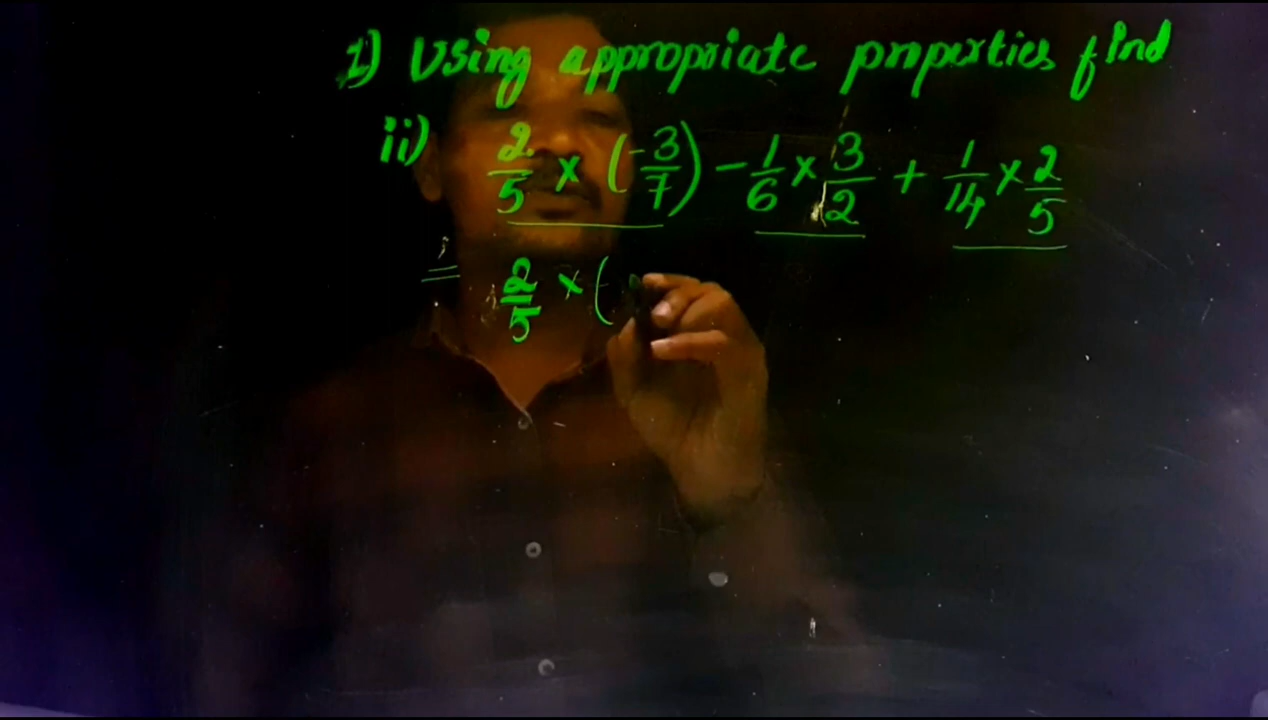 1) Using appropriate properties find
ii) 2/5 × (-3/7) - 1/6 × 3/2 + 1/14 × 2/5
= 2/5 × (